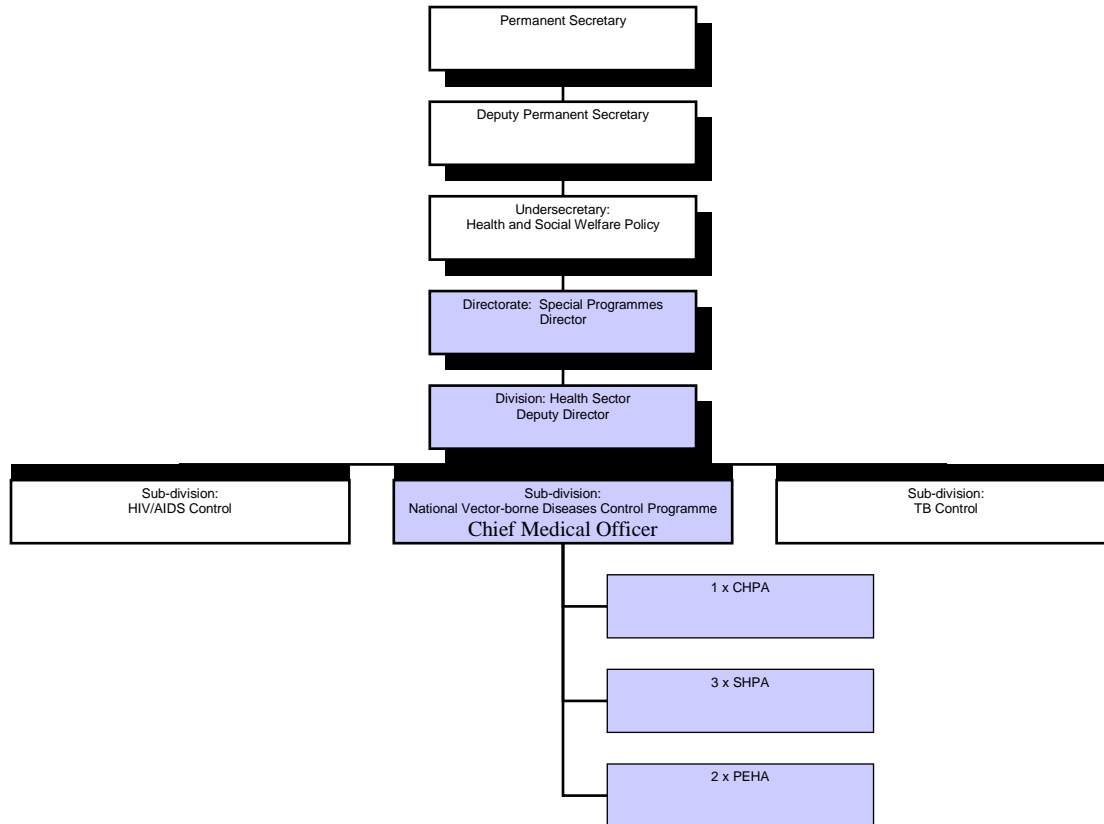 Permanent Secretary
Deputy Permanent Secretary
Undersecretary:
Health and Social Welfare Policy
Directorate: Special Programmes
Director
Division: Health Sector
Deputy Director
Sub-division:
HIV/AIDS Control
Sub-division:
National Vector-borne Diseases Control Programme
Chief Medical Officer
Sub-division:
TB Control
1 x CHPA
3 x SHPA
2 x PEHA